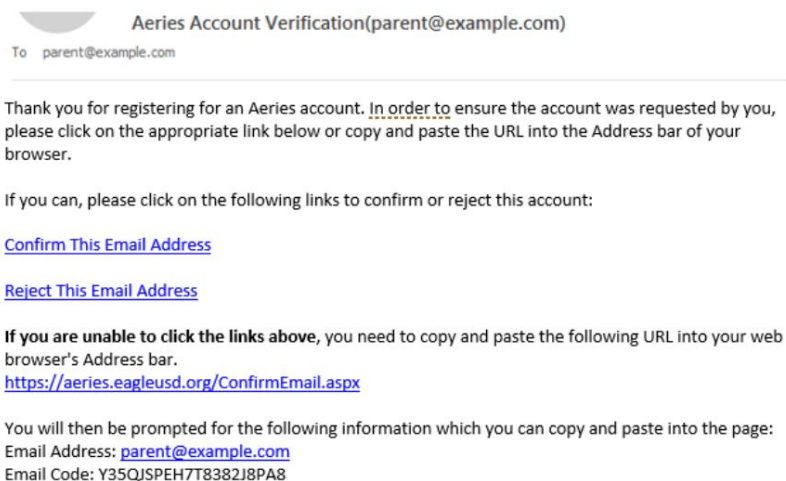 Aeries Account Verification(parent@example.com)
To parent@example.com
Thank you for registering for an Aeries account. In order to ensure the account was requested by you,
please click on the appropriate link below or copy and paste the URL into the Address bar of your
browser.
If you can, please click on the following links to confirm or reject this account:
Confirm This Email Address
Reject This Email Address
If you are unable to click the links above, you need to copy and paste the following URL into your web
browser's Address bar.
https://aeries.eagleusd.org/ConfirmEmail.aspx
You will then be prompted for the following information which you can copy and paste into the page:
Email Address: parent@example.com
Email Code: Y35QJSPEH7T8382J8PA8